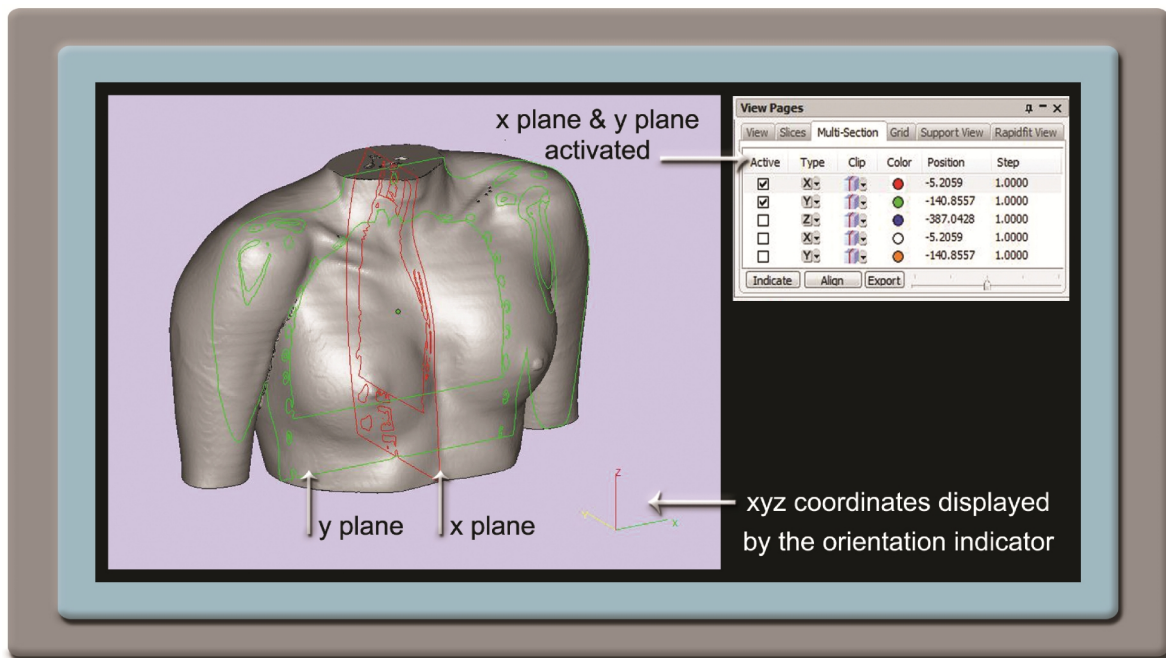 x plane & y plane
activated
View Pages
View Slices Multi-Section Grid Support View Rapidfit View
Active Type Clip Color Position Step
X -5.2059 1.0000
Y -140.8557 1.0000
Z -387.0428 1.0000
X -5.2059 1.0000
Y -140.8557 1.0000
Indicate Align Export
z
y x
y plane x plane
xyz coordinates displayed
by the orientation indicator